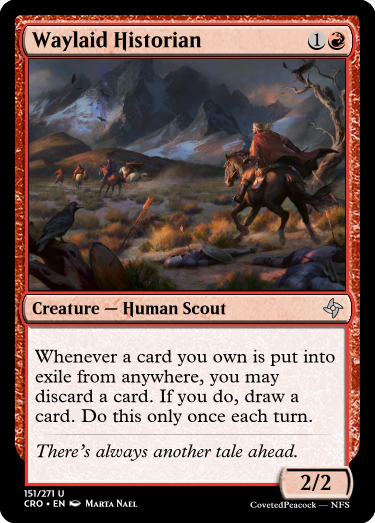 Waylaid Historian 1
Creature — Human Scout
Whenever a card you own is put into
exile from anywhere, you may
discard a card. If you do, draw a
card. Do this only once each turn.
There's always another tale ahead.
2/2
151/271 U
CRO • EN Marta Nael
CovetedPeacock — NFS